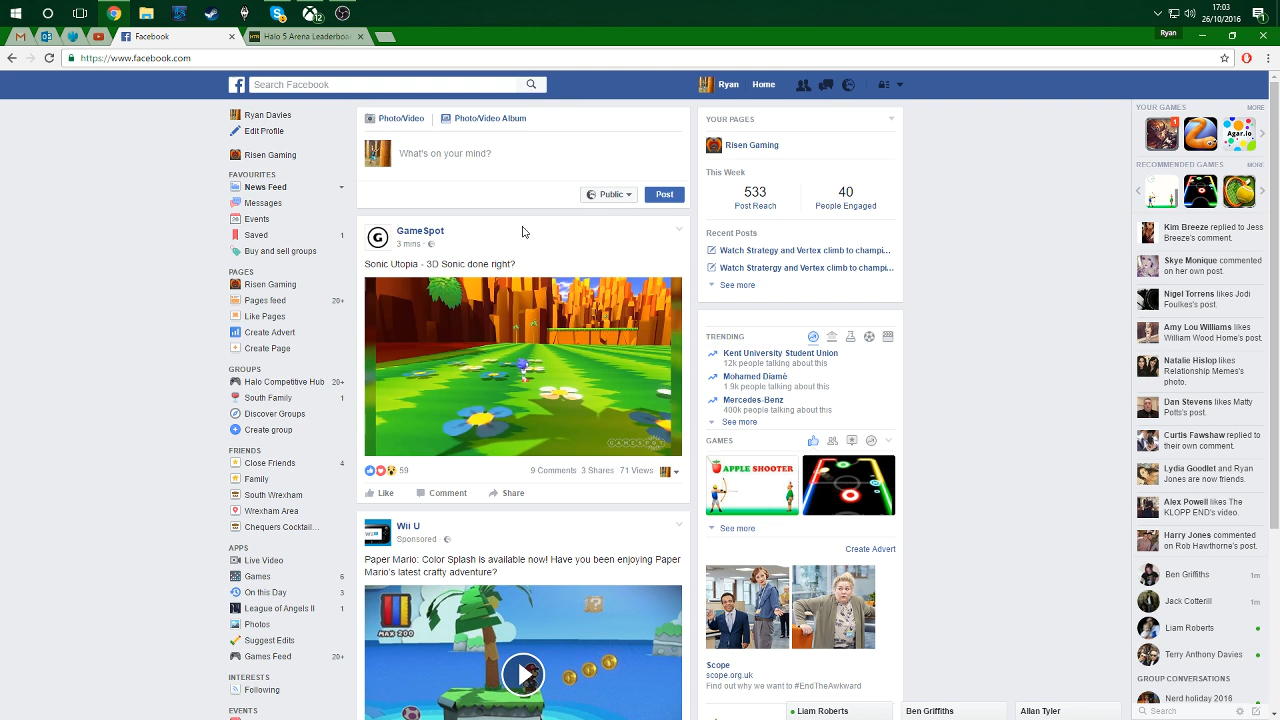 17:03
26/10/2016
12
1
Ryan
Facebook
Halo 5 Arena Leaderboa
https://www.facebook.com
Search Facebook
Ryan
Home
Ryan Davies
Edit Profile
Risen Gaming
FAVOURITES
News Feed
Messages
Events
Saved 1
Buy and sell groups
PAGES
Risen Gaming
Pages feed 20+
Like Pages
Create Advert
Create Page
GROUPS
Halo Competitive Hub 20+
South Family 1
Discover Groups
Create group
FRIENDS
Close Friends 4
Family
South Wrexham
Wrexham Area
Chequers Cocktail...
APPS
Live Video
Games 6
On this Day 3
League of Angels II 1
Photos
Suggest Edits
Games Feed 20+
INTERESTS
Following
EVENTS
Photo/Video
Photo/Video Album
What's on your mind?
Public
Post
GameSpot
3 mins ·
Sonic Utopia - 3D Sonic done right?
GAMESPOT
59
9 Comments 3 Shares 71 Views
Like Comment Share
Wii U
Sponsored ·
Paper Mario: Color Splash is available now! Have you been enjoying Paper
Mario's latest crafty adventure?
MAX 200
YOUR PAGES
Risen Gaming
This Week
533
Post Reach
40
People Engaged
Recent Posts
Watch Strategy and Vertex climb to champi...
Watch Stratergy and Vertex climb to champi...
See more
TRENDING
Kent University Student Union
12k people talking about this
Mohamed Diamé
1.9k people talking about this
Mercedes-Benz
400k people talking about this
See more
GAMES
APPLE SHOOTER
See more
Create Advert
Scope
scope.org.uk
Find out why we want to #EndTheAwkward
YOUR GAMES MORE
1
Agar.io
RECOMMENDED GAMES MORE
Kim Breeze replied to Jess
Breeze's comment.
Skye Monique commented
on her own post.
Nigel Torrens likes Jodi
Foulkes's post.
Amy Lou Williams likes
William Wood Home's post.
Natalie Hislop likes
Relationship Memes's
photo.
Dan Stevens likes Matty
Potts's post.
Curtis Fawshaw replied to
their own comment.
Lydia Goodlet and Ryan
Jones are now friends.
Alex Powell likes The
KLOPP END's video.
Harry Jones commented
on Rob Hawthorne's post.
Ben Griffiths 1m
Jack Cotterill 1m
Liam Roberts
Terry Anthony Davies
GROUP CONVERSATIONS
Nerd holiday 2016
Search
Liam Roberts
Ben Griffiths
Allan Tyler